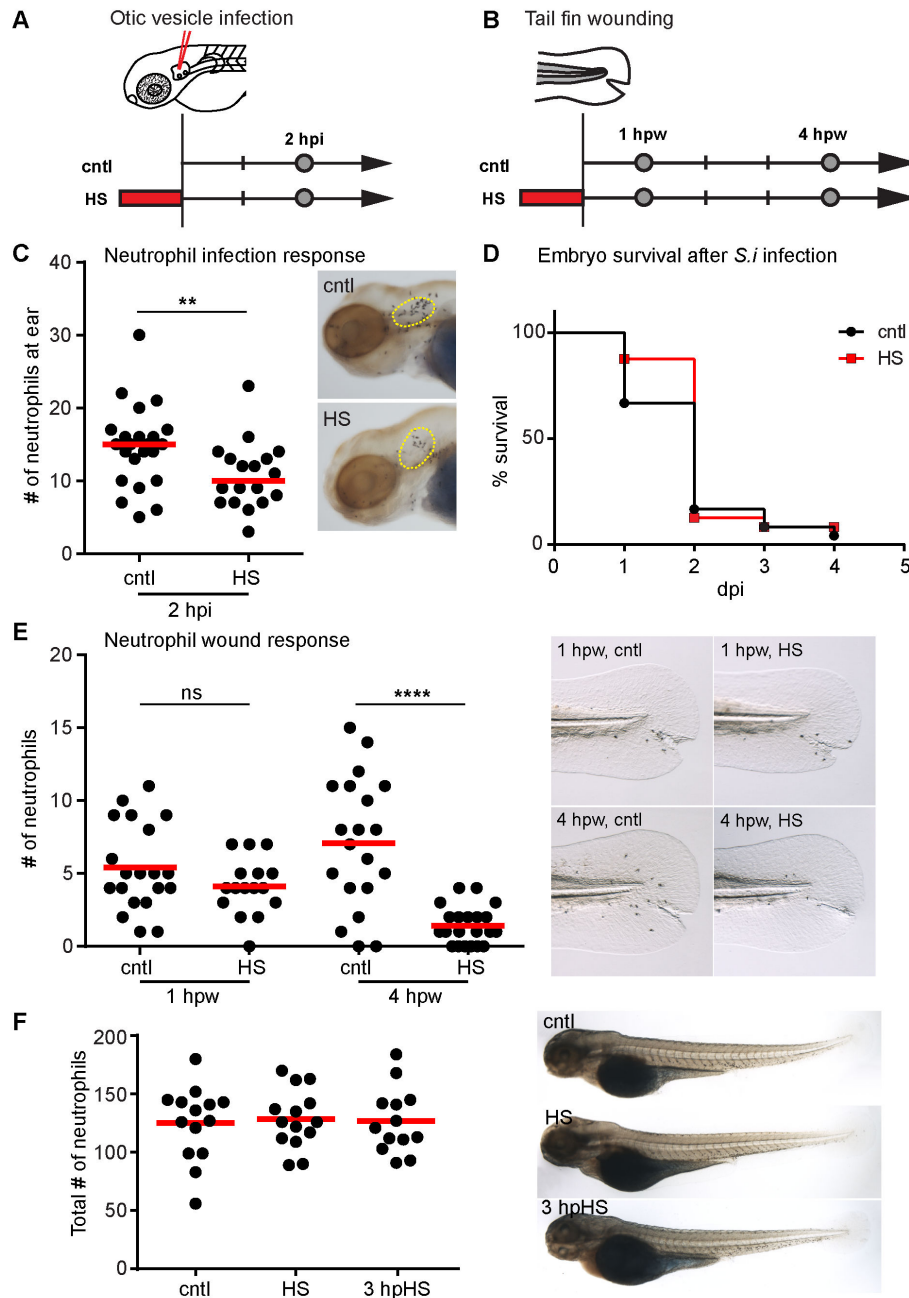 A Otic vesicle infection
2 hpi
cntl
HS
B Tail fin wounding
1 hpw 4 hpw
cntl
HS
C Neutrophil infection response
# of neutrophils at ear
40
30
20
10
0
**
cntl HS
2 hpi
cntl
HS
D Embryo survival after S.i infection
% survival
100
50
0
cntl
HS
0 1 2 3 4 5
dpi
E Neutrophil wound response
# of neutrophils
20
15
10
5
0
ns ****
cntl HS cntl HS
1 hpw 4 hpw
1 hpw, cntl 1 hpw, HS
4 hpw, cntl 4 hpw, HS
F
Total # of neutrophils
200
150
100
50
0
cntl HS 3 hpHS
cntl
HS
3 hpHS